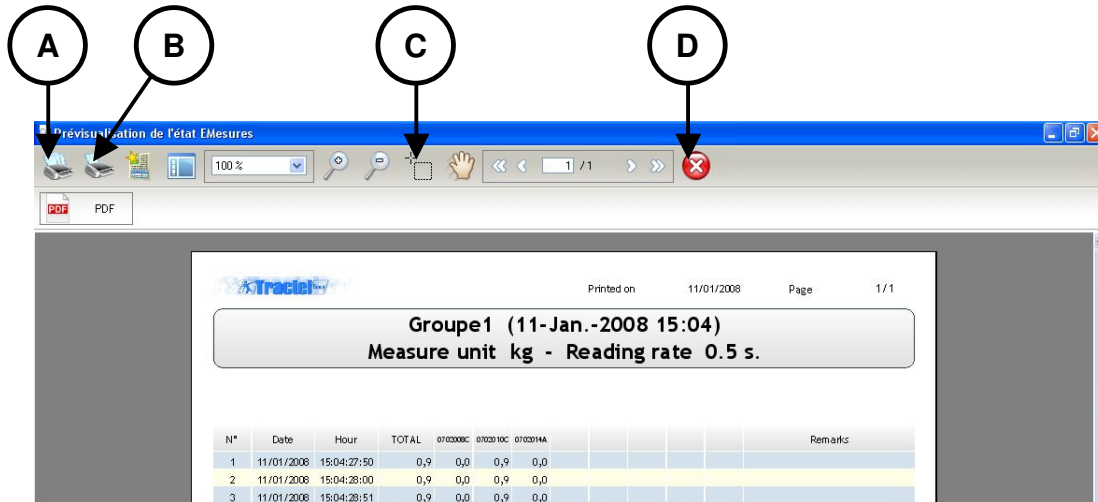 A B C D
Prévisualisation de l'état EMesures
100 % 1 /1
PDF PDF
Tractel Printed on 11/01/2008 Page 1/1
Groupe1 (11-Jan.-2008 15:04)
Measure unit kg - Reading rate 0.5 s.
N° Date Hour TOTAL 0702008C 0702010C 0702014A Remarks
1 11/01/2008 15:04:27:50 0,9 0,0 0,9 0,0
2 11/01/2008 15:04:28:00 0,9 0,0 0,9 0,0
3 11/01/2008 15:04:28:51 0,9 0,0 0,9 0,0